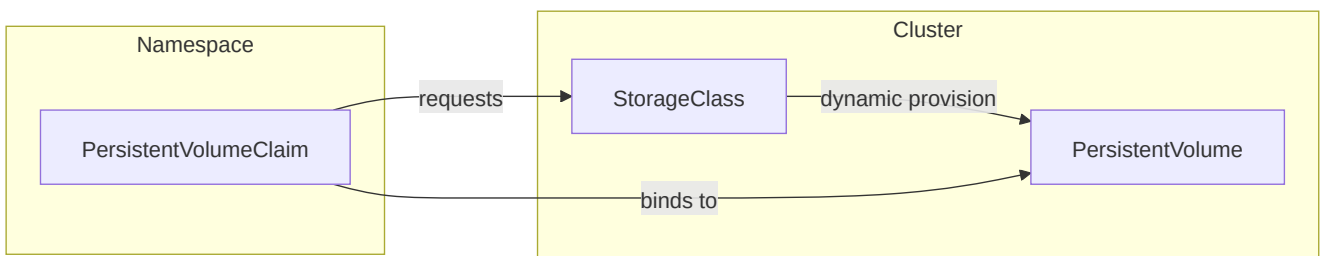 Namespace
PersistentVolumeClaim
requests
Cluster
StorageClass
dynamic provision
PersistentVolume
binds to